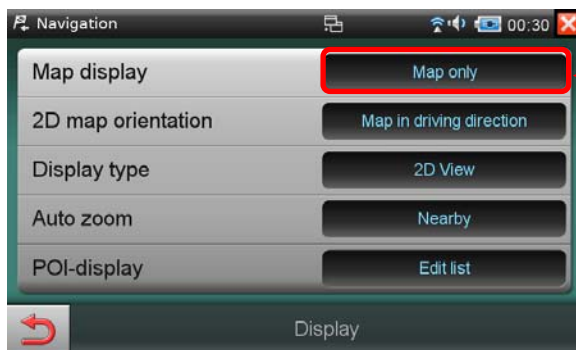 Navigation 00:30
Map display Map only
2D map orientation Map in driving direction
Display type 2D View
Auto zoom Nearby
POI-display Edit list
Display